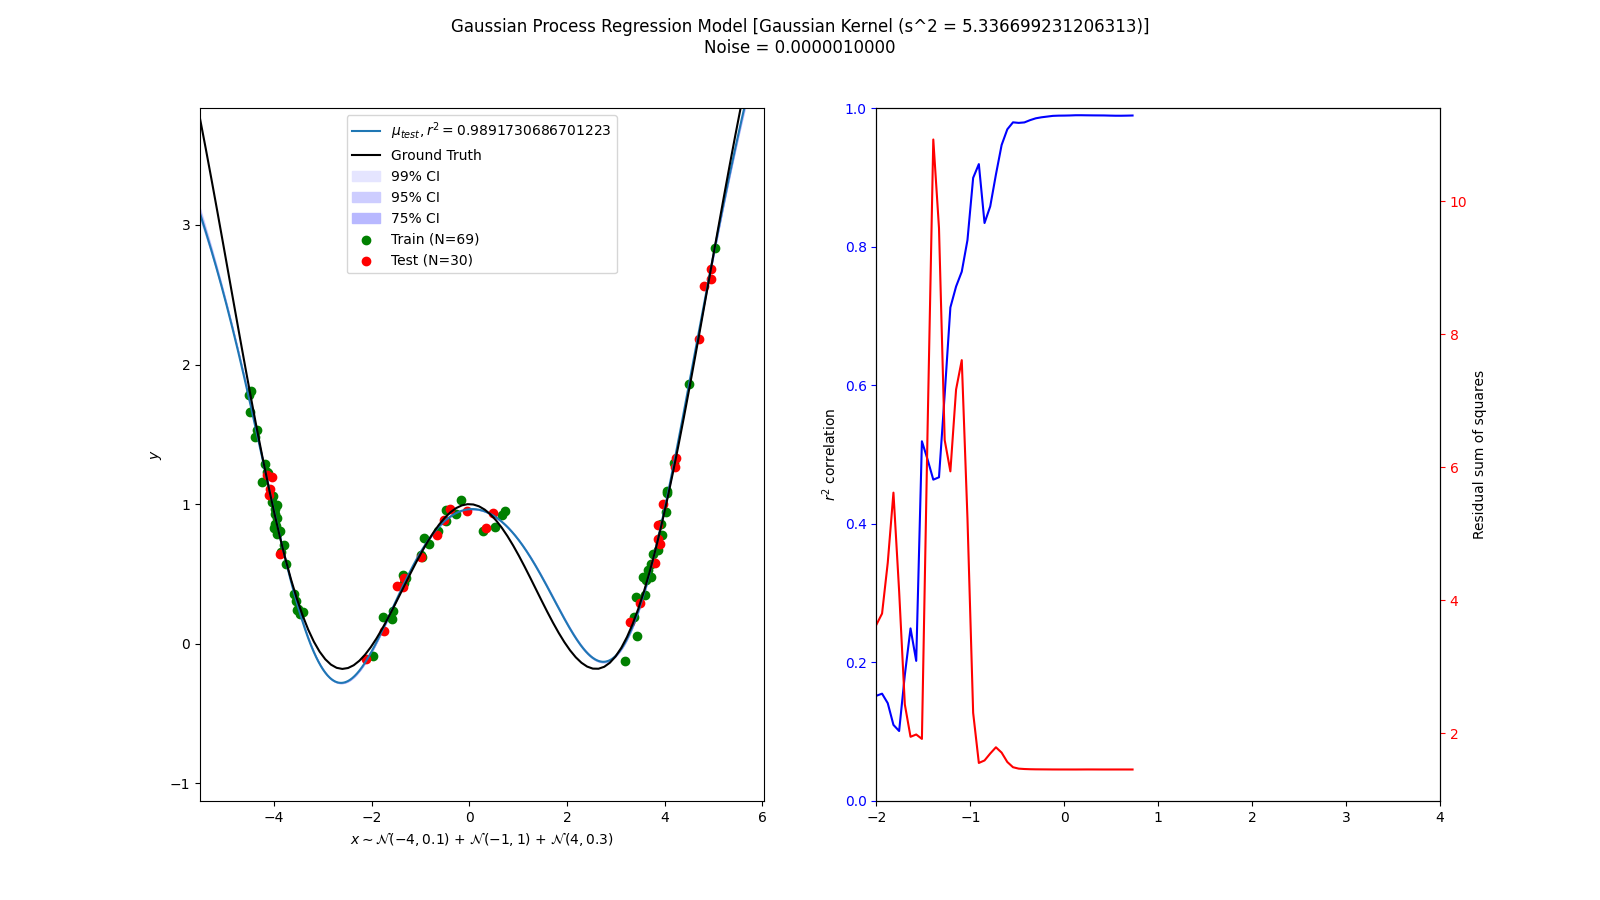 Gaussian Process Regression Model [Gaussian Kernel (s^2 = 5.336699231206313)]
Noise = 0.0000010000
μ_test, r² = 0.9891730686701223
Ground Truth
99% CI
95% CI
75% CI
Train (N=69)
Test (N=30)
y
3
2
1
0
−1
−4 −2 0 2 4 6
x ~ 𝒩(−4, 0.1) + 𝒩(−1, 1) + 𝒩(4, 0.3)
r² correlation
1.0
0.8
0.6
0.4
0.2
0.0
−2 −1 0 1 2 3 4
10
8
6
4
2
Residual sum of squares